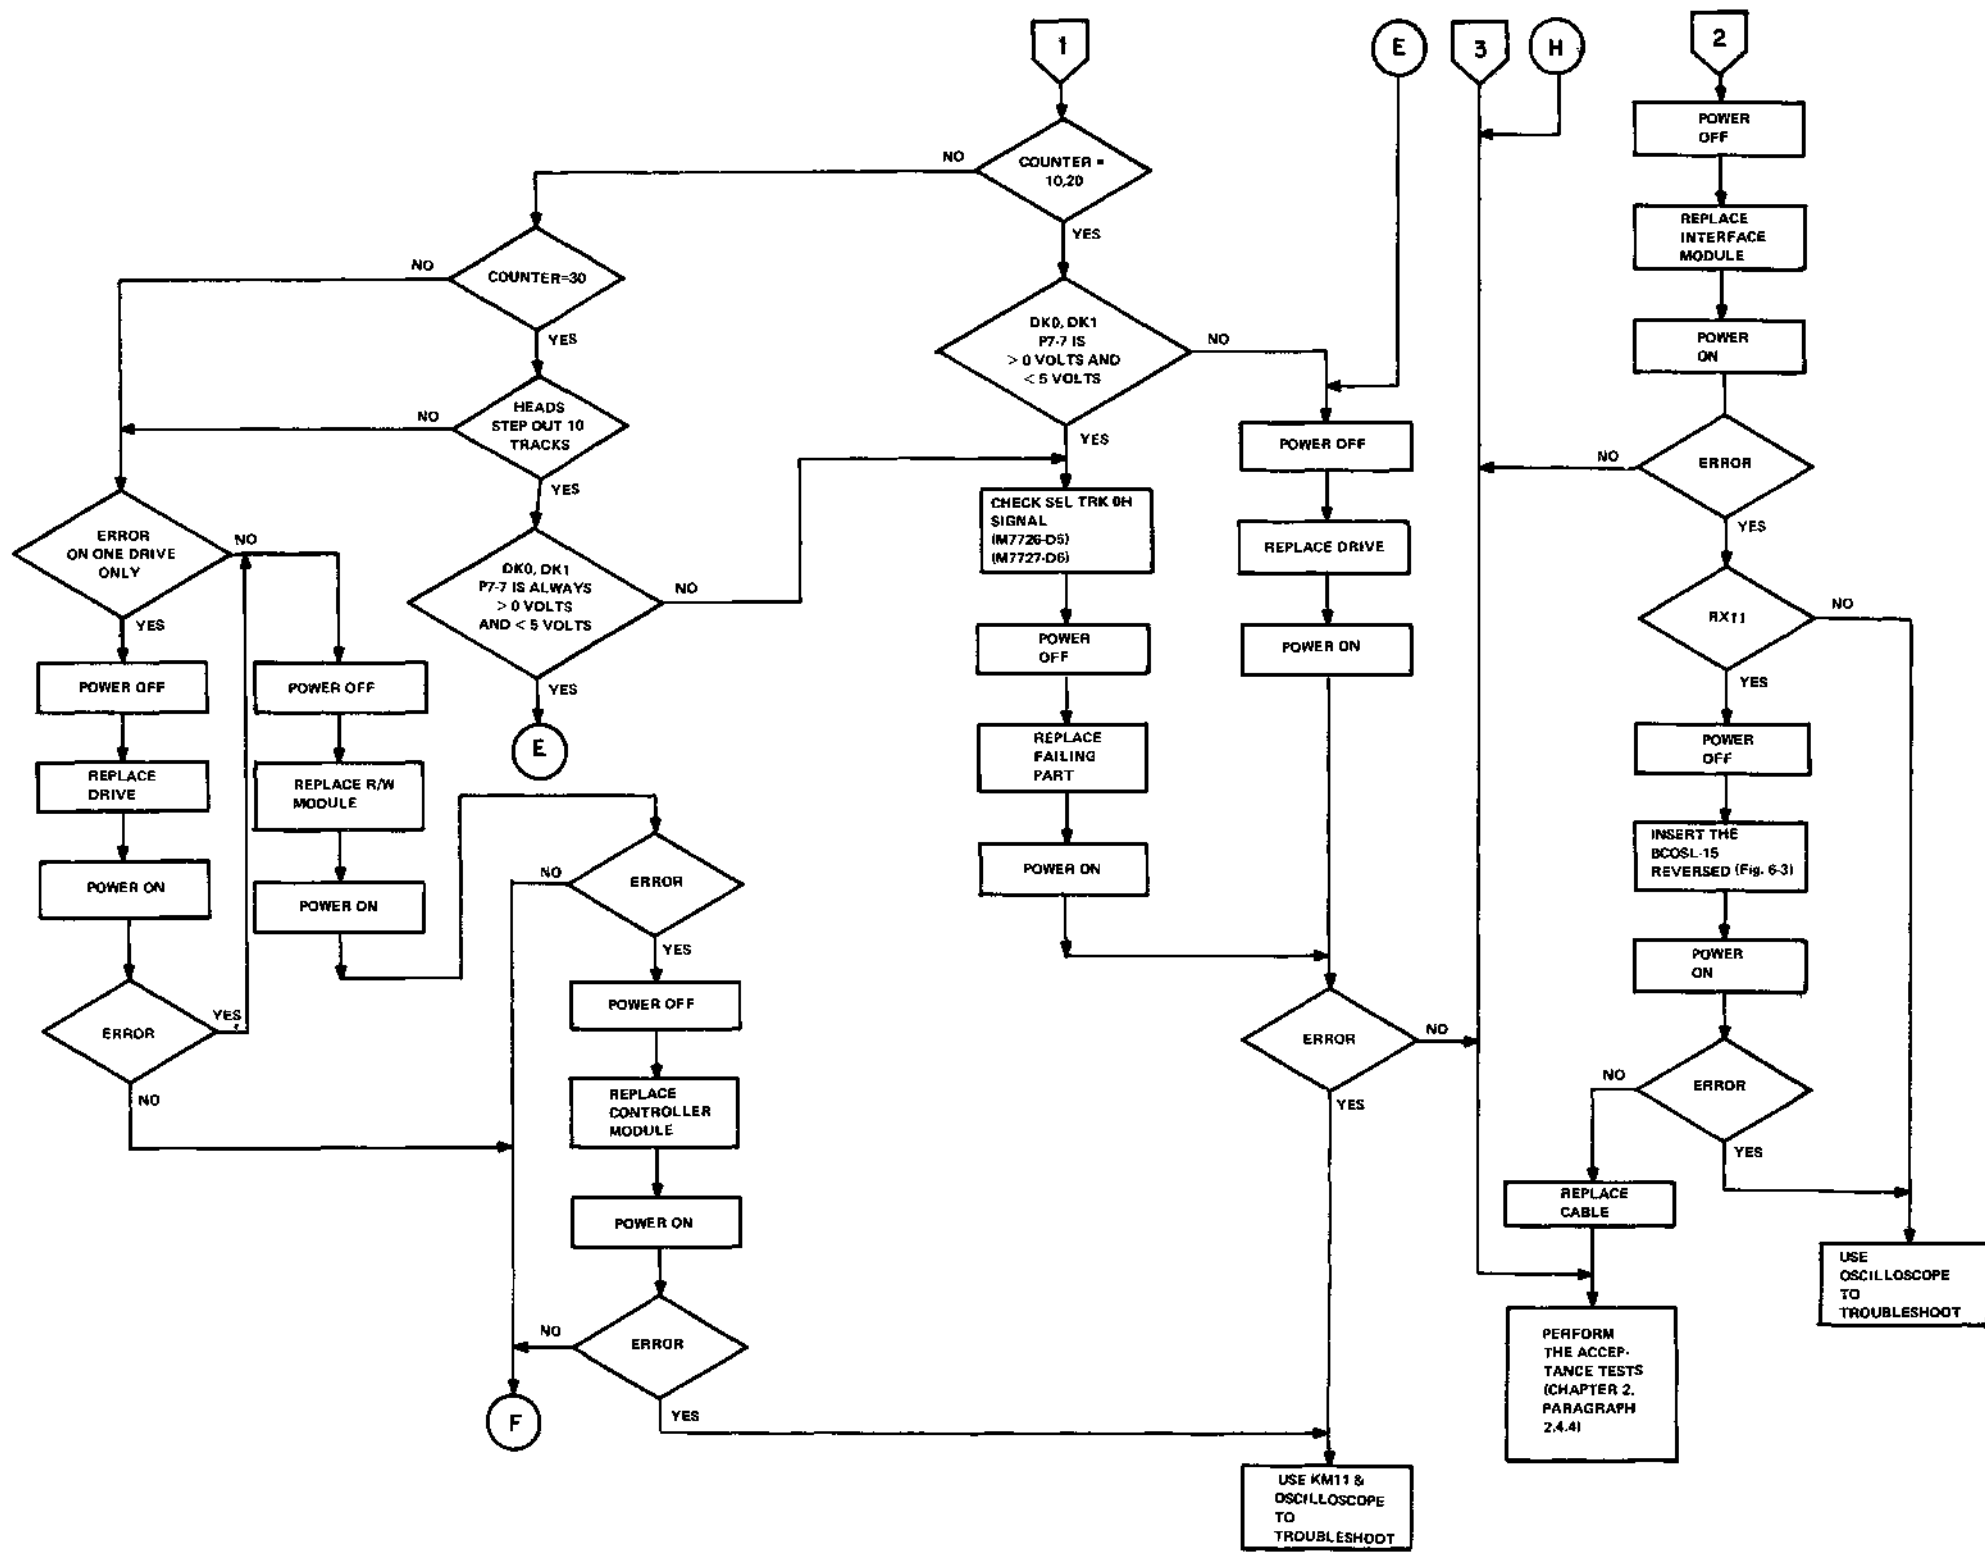 1
E
3
H
2
POWER
OFF
NO
COUNTER =
10,20
YES
REPLACE
INTERFACE
MODULE
NO
COUNTER=30
YES
DK0, DK1
P7-7 IS
> 0 VOLTS AND
< 5 VOLTS
NO
YES
POWER
ON
NO
HEADS
STEP OUT 10
TRACKS
YES
POWER OFF
NO
ERROR
YES
CHECK SEL TRK 0H
SIGNAL
(M7726-D5)
(M7727-D6)
REPLACE DRIVE
ERROR
ON ONE DRIVE
ONLY
NO
YES
DK0, DK1
P7-7 IS ALWAYS
> 0 VOLTS
AND < 5 VOLTS
NO
YES
RX11
NO
YES
POWER
OFF
POWER ON
POWER OFF
POWER OFF
E
REPLACE
FAILING
PART
POWER
OFF
REPLACE
DRIVE
REPLACE R/W
MODULE
INSERT THE
BCOSL-15
REVERSED (Fig. 6-3)
POWER ON
POWER ON
NO
ERROR
YES
POWER ON
POWER
ON
ERROR
YES
NO
POWER OFF
ERROR
NO
YES
NO
ERROR
YES
REPLACE
CONTROLLER
MODULE
REPLACE
CABLE
POWER ON
USE
OSCILLOSCOPE
TO
TROUBLESHOOT
NO
ERROR
YES
F
PERFORM
THE ACCEP-
TANCE TESTS
(CHAPTER 2,
PARAGRAPH
2.4.4)
USE KM11 &
OSCILLOSCOPE
TO
TROUBLESHOOT